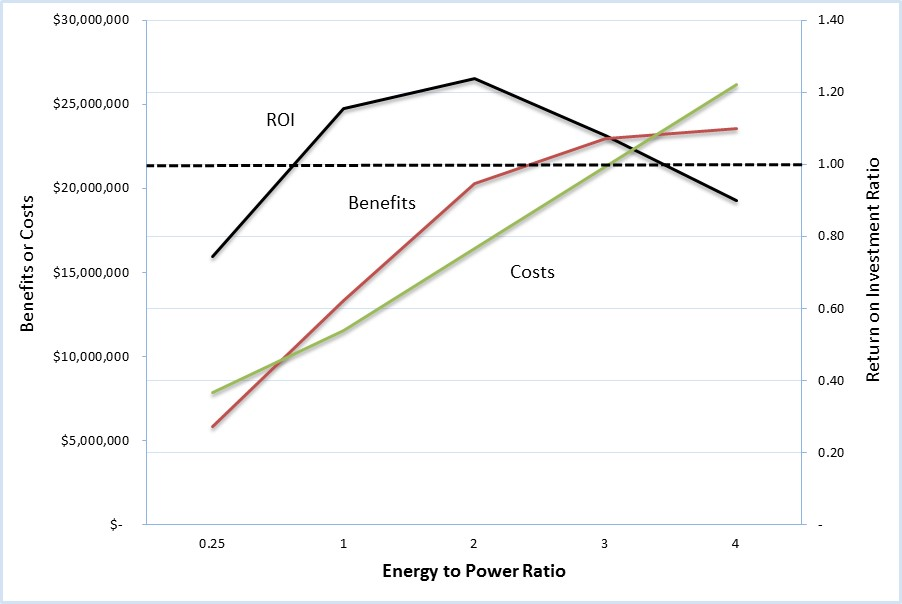 $30,000,000
$25,000,000
$20,000,000
$15,000,000
$10,000,000
$5,000,000
$-
Benefits or Costs
ROI
Benefits
Costs
1.40
1.20
1.00
0.80
0.60
0.40
0.20
-
Return on Investment Ratio
0.25 1 2 3 4
Energy to Power Ratio